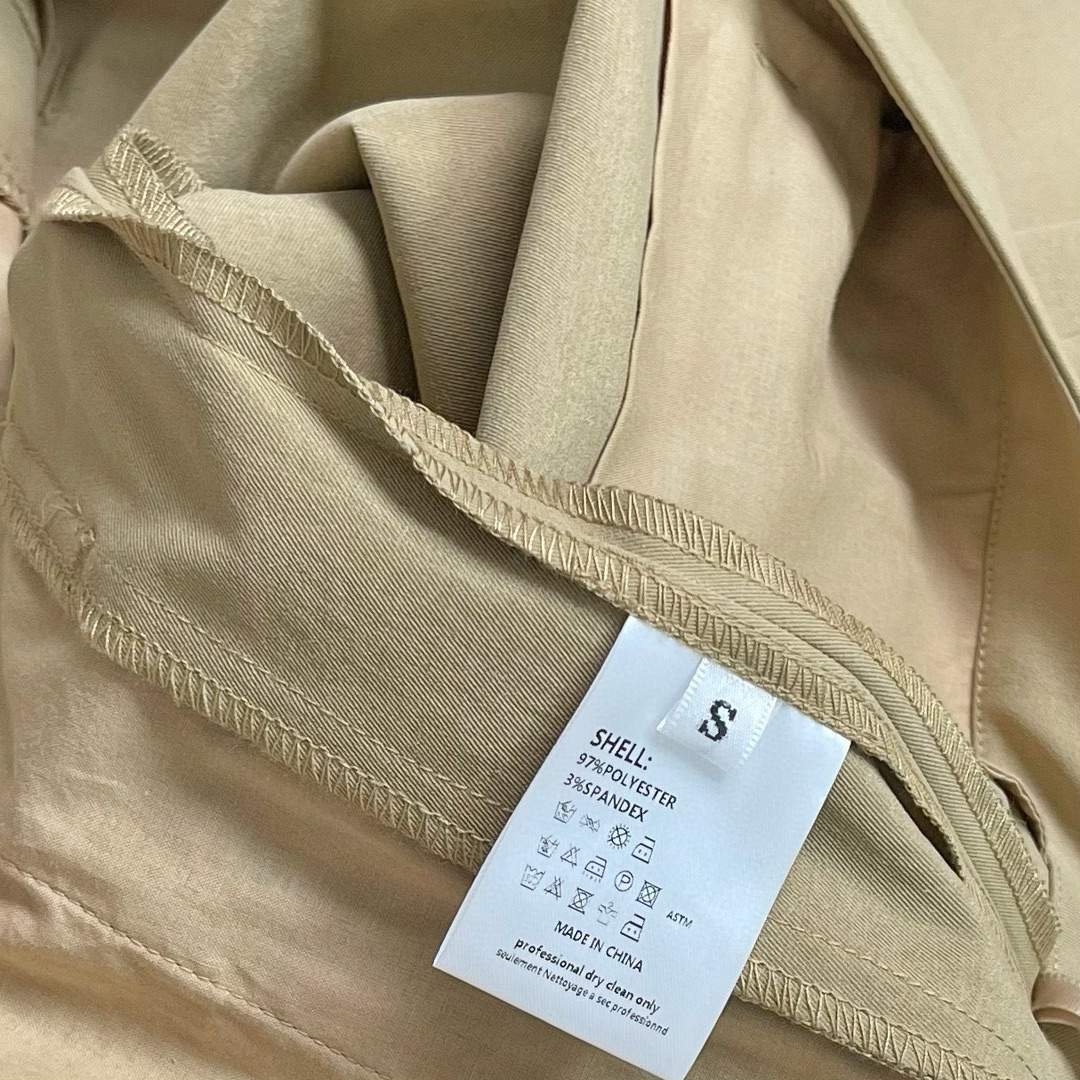 S
SHELL:
97%POLYESTER
3%SPANDEX
P
ASTM
MADE IN CHINA
professional dry clean only
seulement Nettoyage a sec professionnd